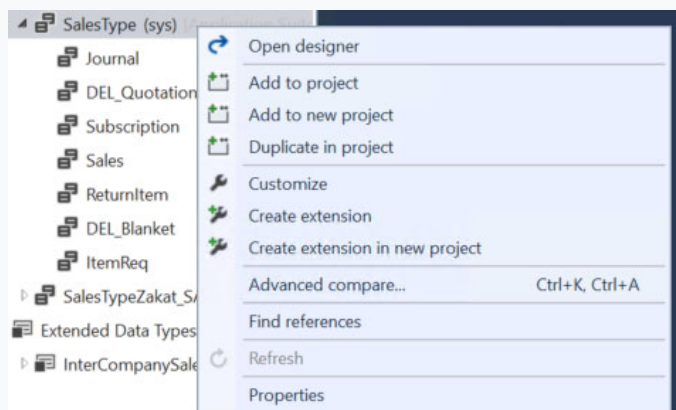 SalesType (sys)
Journal
DEL_Quotation
Subscription
Sales
ReturnItem
DEL_Blanket
ItemReq
SalesTypeZakat_SA
Extended Data Types
InterCompanySale
Open designer
Add to project
Add to new project
Duplicate in project
Customize
Create extension
Create extension in new project
Advanced compare... Ctrl+K, Ctrl+A
Find references
Refresh
Properties